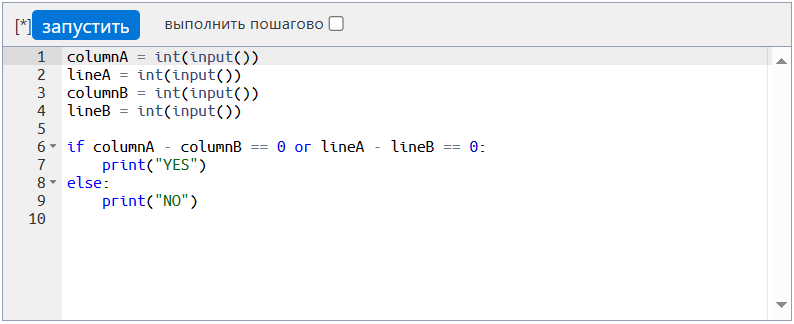 [*] запустить выполнить пошагово
1 columnA = int(input())
2 lineA = int(input())
3 columnB = int(input())
4 lineB = int(input())
5
6 if columnA - columnB == 0 or lineA - lineB == 0:
7     print("YES")
8 else:
9     print("NO")
10